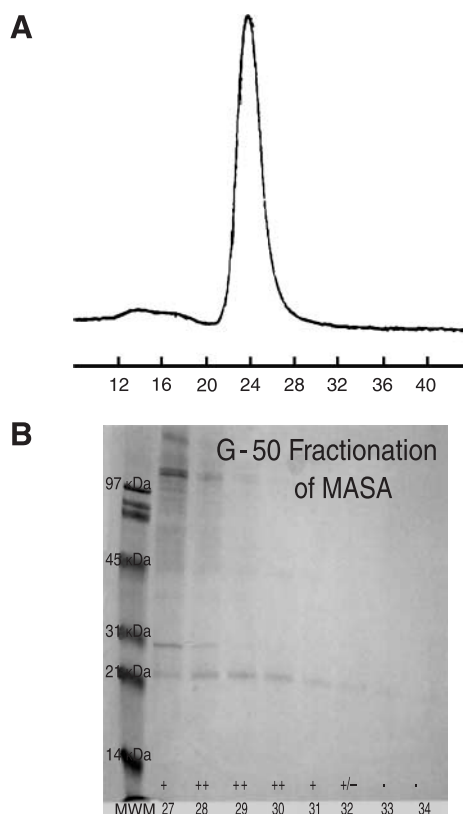 A
12 16 20 24 28 32 36 40
B
G-50 Fractionation
of MASA
97 kDa
45 kDa
31 kDa
21 kDa
14 kDa
+ ++ ++ ++ + +/− - -
MWM 27 28 29 30 31 32 33 34